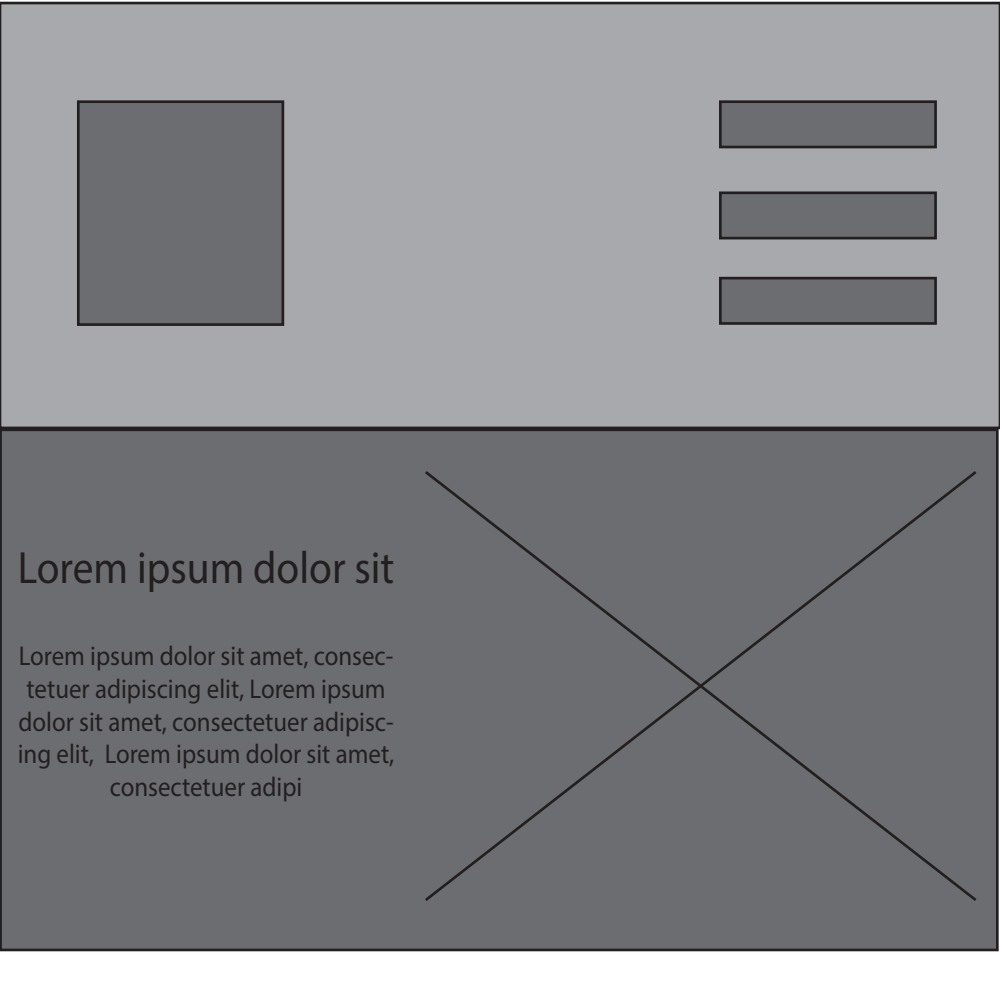 Lorem ipsum dolor sit
Lorem ipsum dolor sit amet, consec-
tetuer adipiscing elit, Lorem ipsum
dolor sit amet, consectetuer adipisc-
ing elit,  Lorem ipsum dolor sit amet,
consectetuer adipi